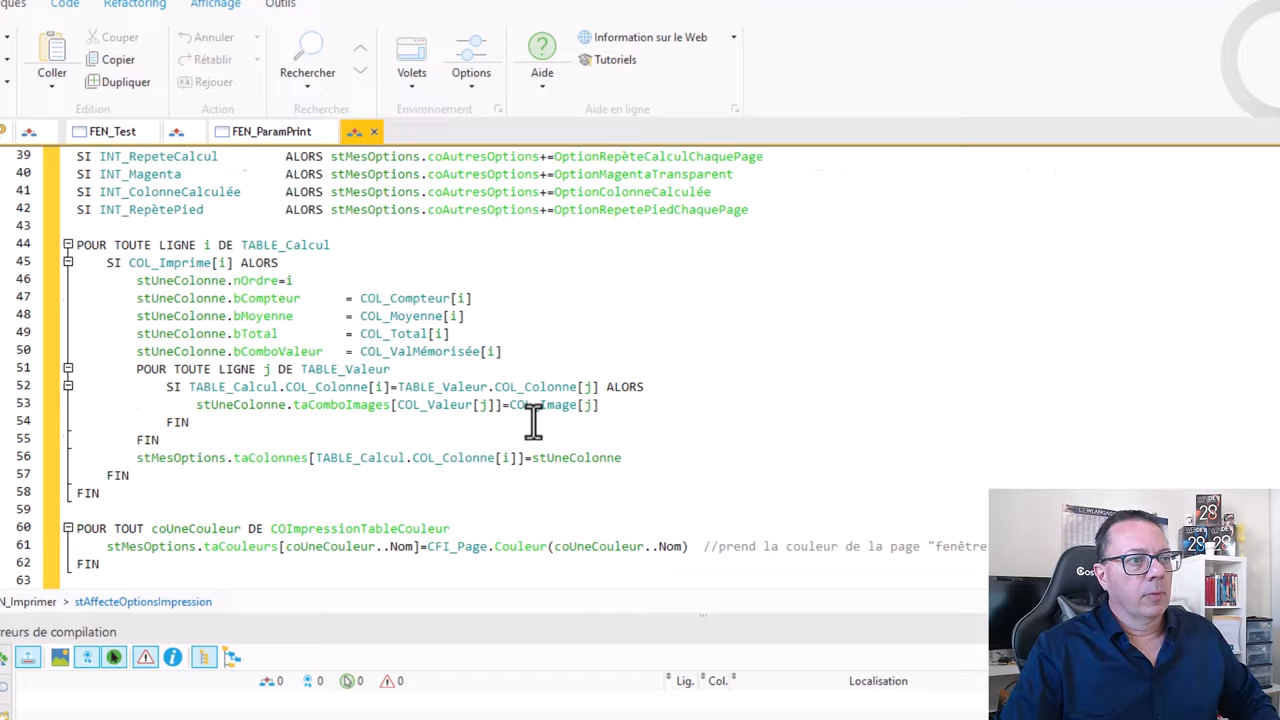 Code Refactoring Affichage Outils
Coller
Couper
Copier
Dupliquer
Edition
Annuler
Rétablir
Rejouer
Action
Rechercher
Rechercher
Volets
Options
Environnement
Aide
Information sur le Web
Tutoriels
Aide en ligne
FEN_Test FEN_ParamPrint ×
39 SI INT_RepeteCalcul ALORS stMesOptions.coAutresOptions+=OptionRepèteCalculChaquePage
40 SI INT_Magenta ALORS stMesOptions.coAutresOptions+=OptionMagentaTransparent
41 SI INT_ColonneCalculée ALORS stMesOptions.coAutresOptions+=OptionColonneCalculée
42 SI INT_RepètePied ALORS stMesOptions.coAutresOptions+=OptionRepetePiedChaquePage
43
44 POUR TOUTE LIGNE i DE TABLE_Calcul
45 SI COL_Imprime[i] ALORS
46 stUneColonne.nOrdre=i
47 stUneColonne.bCompteur = COL_Compteur[i]
48 stUneColonne.bMoyenne = COL_Moyenne[i]
49 stUneColonne.bTotal = COL_Total[i]
50 stUneColonne.bComboValeur = COL_ValMémorisée[i]
51 POUR TOUTE LIGNE j DE TABLE_Valeur
52 SI TABLE_Calcul.COL_Colonne[i]=TABLE_Valeur.COL_Colonne[j] ALORS
53 stUneColonne.taComboImages[COL_Valeur[j]]=COL_Image[j]
54 FIN
55 FIN
56 stMesOptions.taColonnes[TABLE_Calcul.COL_Colonne[i]]=stUneColonne
57 FIN
58 FIN
59
60 POUR TOUT coUneCouleur DE COImpressionTableCouleur
61 stMesOptions.taCouleurs[coUneCouleur..Nom]=CFI_Page.Couleur(coUneCouleur..Nom) //prend la couleur de la page "fenêtre
62 FIN
63
N_Imprimer > stAffecteOptionsImpression
reurs de compilation
0 0 0 0 Lig. Col. Localisation